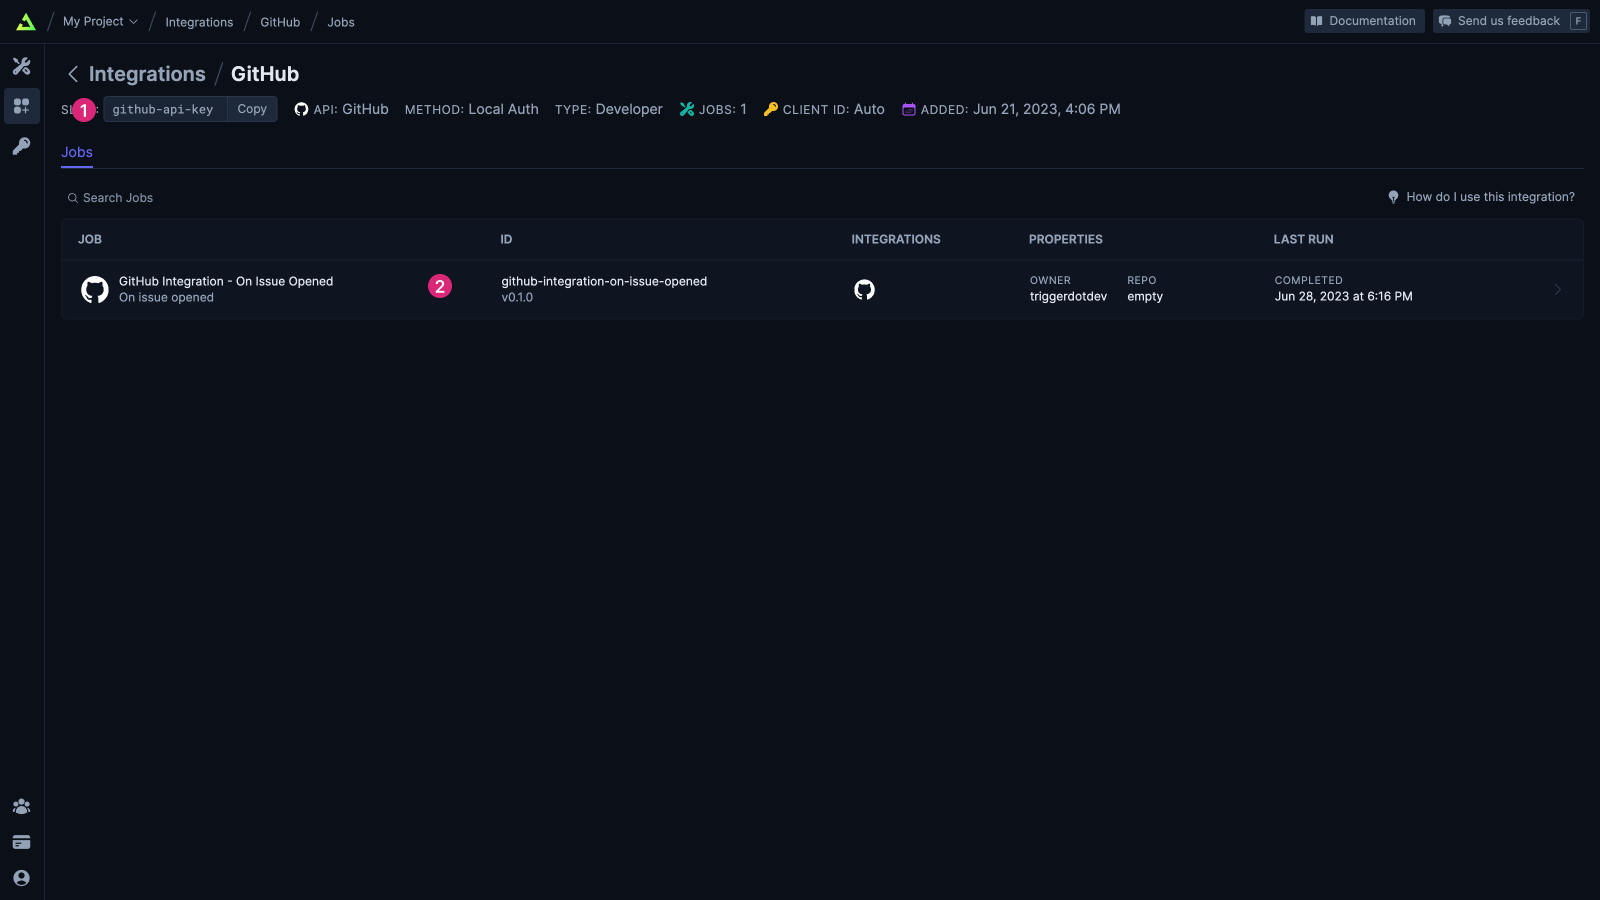 My Project / Integrations / GitHub / Jobs
Documentation
Send us feedback F
Integrations / GitHub
1 github-api-key Copy API: GitHub METHOD: Local Auth TYPE: Developer JOBS: 1 CLIENT ID: Auto ADDED: Jun 21, 2023, 4:06 PM
Jobs
Search Jobs
How do I use this integration?
JOB ID INTEGRATIONS PROPERTIES LAST RUN
GitHub Integration - On Issue Opened
On issue opened
2
github-integration-on-issue-opened
v0.1.0
OWNER
triggerdotdev
REPO
empty
COMPLETED
Jun 28, 2023 at 6:16 PM